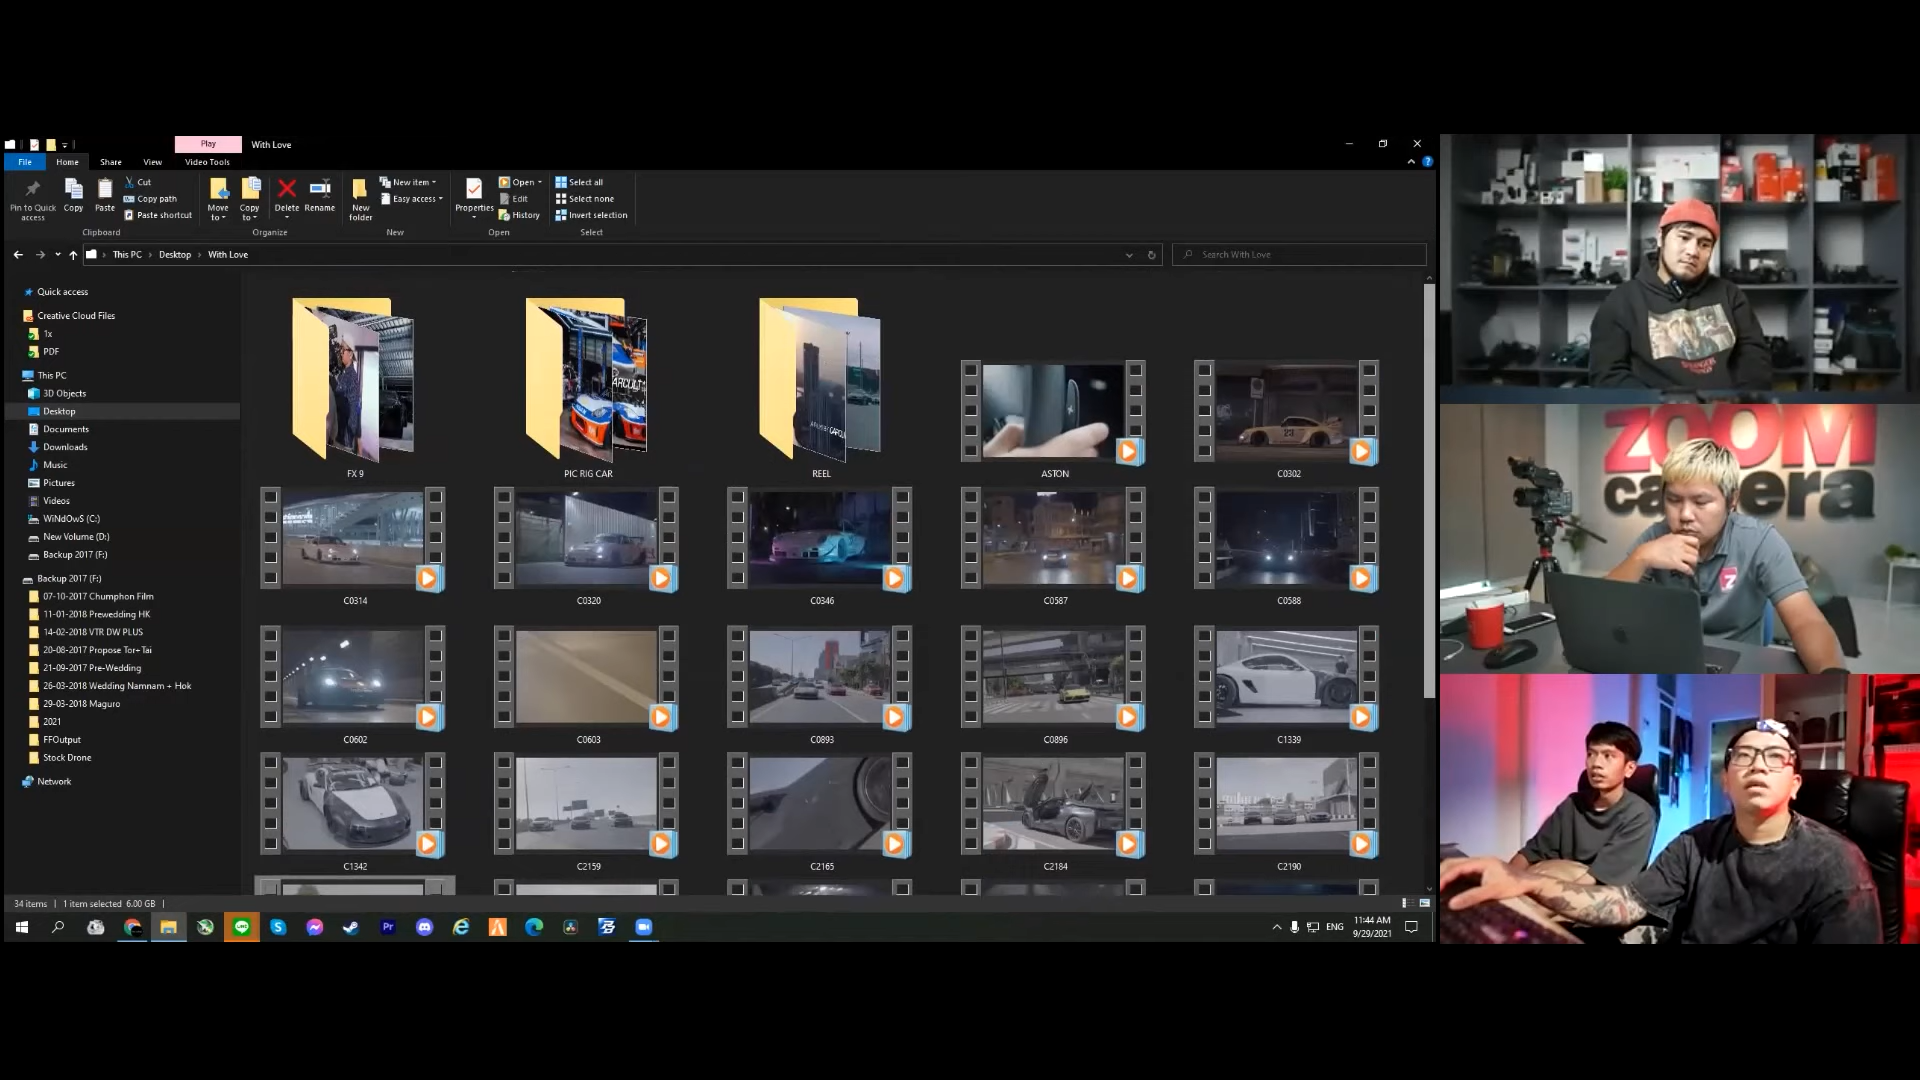 Play
With Love
File
Home
Share
View
Video Tools
Pin to Quick
access
Copy
Paste
Cut
Copy path
Paste shortcut
Move
to
Copy
to
Delete
Rename
New
folder
New item
Easy access
Properties
Open
Edit
History
Select all
Select none
Invert selection
Clipboard
Organize
New
Open
Select
This PC
Desktop
With Love
Search With Love
Quick access
Creative Cloud Files
1x
PDF
This PC
3D Objects
Desktop
Documents
Downloads
Music
Pictures
Videos
WiNdOwS (C:)
New Volume (D:)
Backup 2017 (F:)
Backup 2017 (F:)
07-10-2017 Chumphon Film
11-01-2018 Prewedding HK
14-02-2018 VTR DW PLUS
20-08-2017 Propose Tor+Tai
21-09-2017 Pre-Wedding
26-03-2018 Wedding Namnam + Hok
29-03-2018 Maguro
2021
FFOutput
Stock Drone
Network
FX 9
PIC RIG CAR
REEL
ASTON
C0302
23
C0314
C0320
C0346
C0587
C0588
C0602
C0603
C0893
C0896
C1339
C1342
C2159
C2165
C2184
C2190
34 items
1 item selected 6.00 GB
LINE
Pr
ENG
11:44 AM
9/29/2021
ZOOM
camera
Z